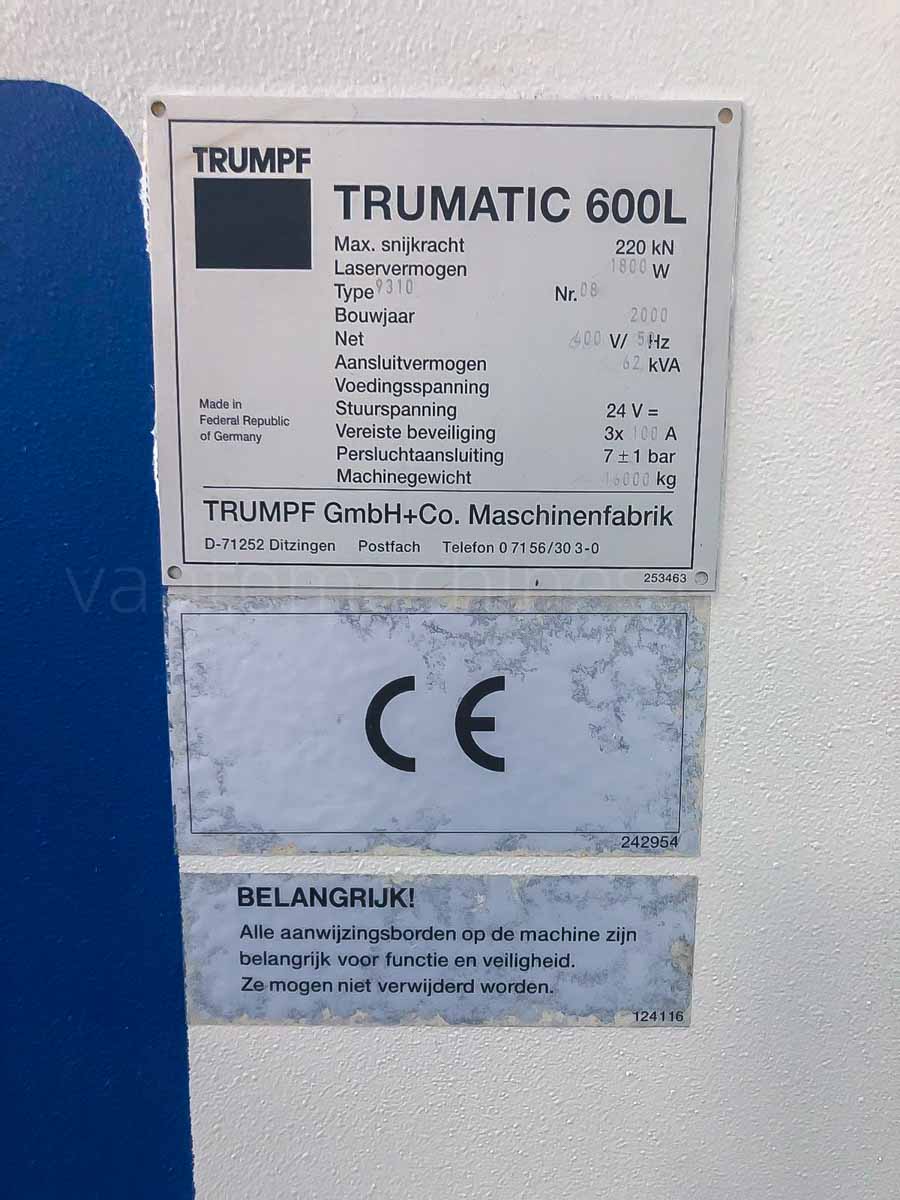 TRUMPF
TRUMATIC 600L
Max. snijkracht 220 kN
Laservermogen 1800 W
Type 9310 Nr. 08
Bouwjaar 2000
Net 400 V/ 50 Hz
Aansluitvermogen 62 kVA
Voedingsspanning
Stuurspanning 24 V =
Vereiste beveiliging 3x 100 A
Persluchtaansluiting 7 ± 1 bar
Machinegewicht 16000 kg
Made in
Federal Republic
of Germany
TRUMPF GmbH+Co. Maschinenfabrik
D-71252 Ditzingen Postfach Telefon 0 71 56/30 3-0
253463
CE
242954
BELANGRIJK!
Alle aanwijzingsborden op de machine zijn
belangrijk voor functie en veiligheid.
Ze mogen niet verwijderd worden.
124116